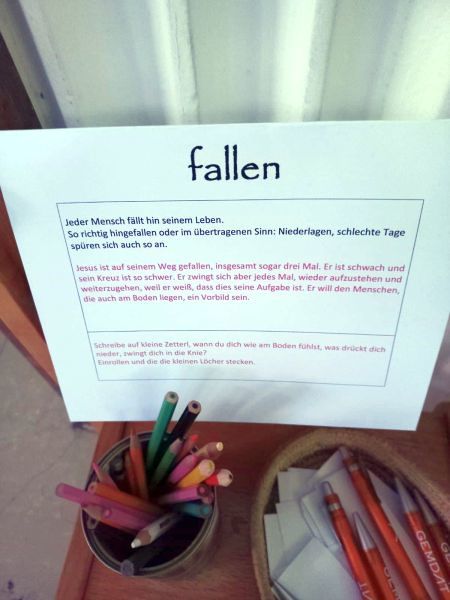 fallen
Jeder Mensch fällt hin seinem Leben.
So richtig hingefallen oder im übertragenen Sinn: Niederlagen, schlechte Tage
spüren sich auch so an.
Jesus ist auf seinem Weg gefallen, insgesamt sogar drei Mal. Er ist schwach und
sein Kreuz ist so schwer. Er zwingt sich aber jedes Mal, wieder aufzustehen und
weiterzugehen, weil er weiß, dass dies seine Aufgabe ist. Er will den Menschen,
die auch am Boden liegen, ein Vorbild sein.
Schreibe auf kleine Zetterl, wann du dich wie am Boden fühlst, was drückt dich
nieder, zwingt dich in die Knie?
Einrollen und die die kleinen Löcher stecken.
GEMDAT